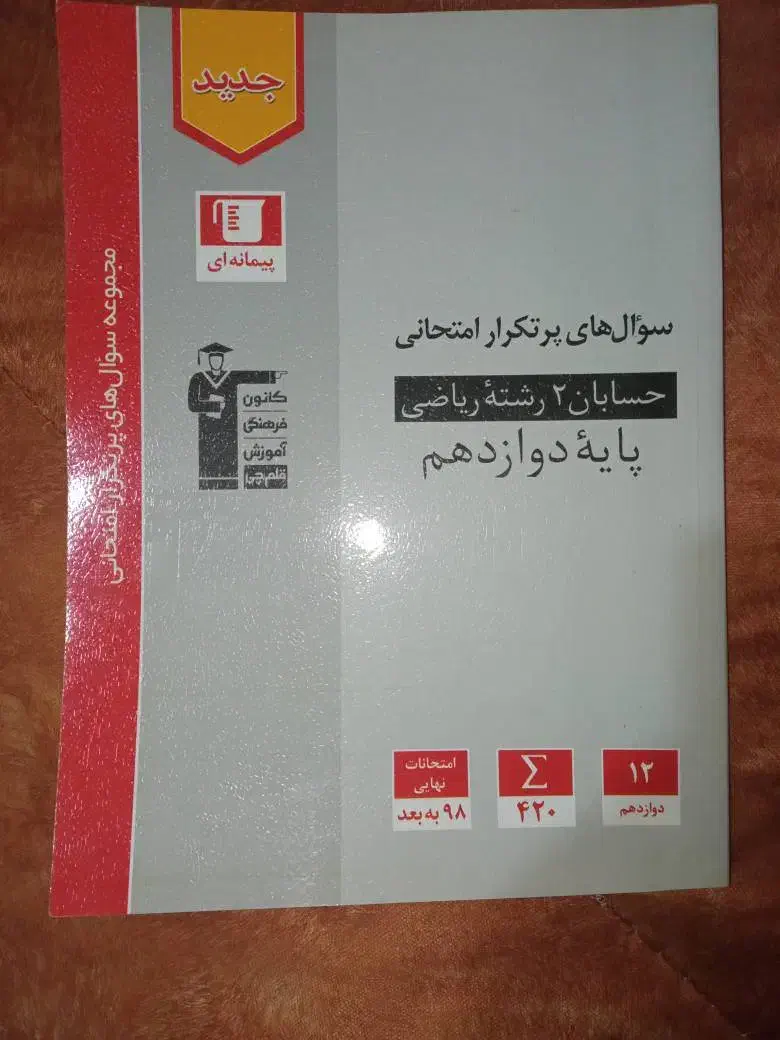 جدید
پیمانه‌ای
مجموعه سؤال‌های پرتکرار امتحانی
سؤال‌های پرتکرار امتحانی
حسابان ۲ رشتهٔ ریاضی
پایهٔ دوازدهم
کانون
فرهنگی
آموزش
قلم‌چی
۱۲
دوازدهم
Σ
۴۲۰
امتحانات
نهایی
۹۸ به بعد